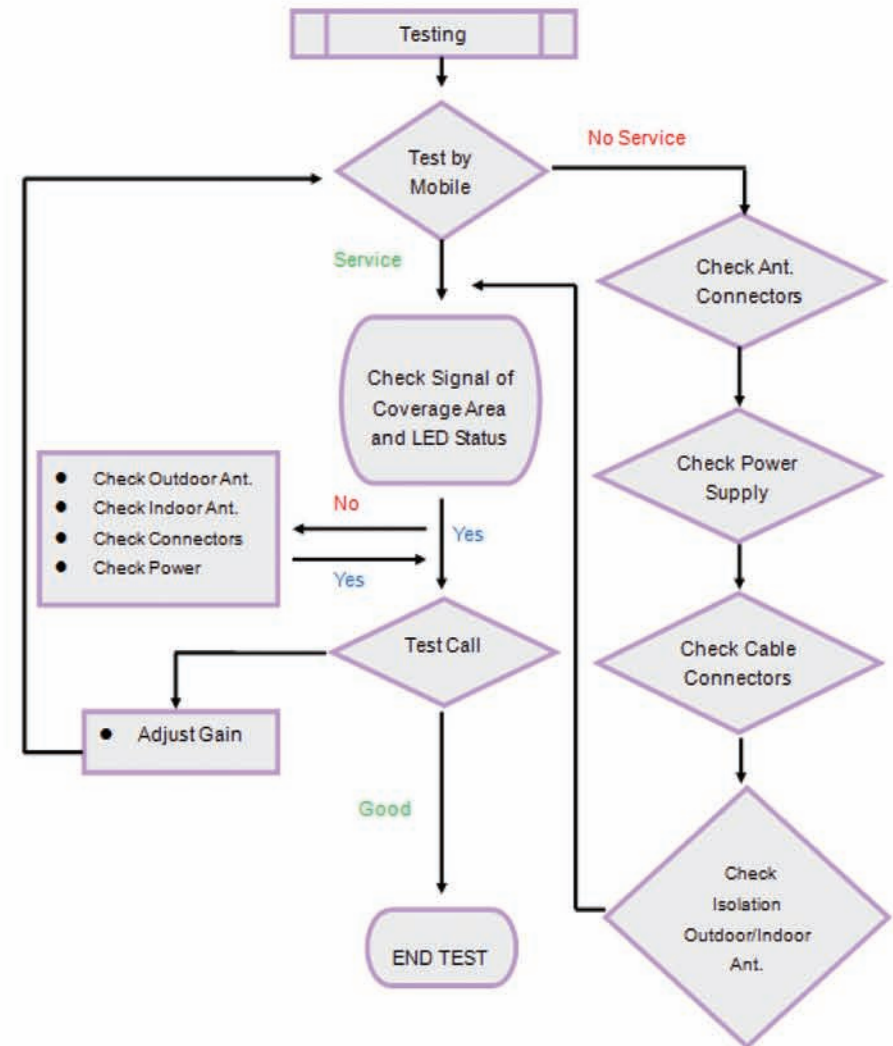 Testing
Test by
Mobile
No Service
Service
Check Ant.
Connectors
Check Signal of
Coverage Area
and LED Status
Check Power
Supply
● Check Outdoor Ant.
● Check Indoor Ant.
● Check Connectors
● Check Power
No
Yes
Yes
Test Call
Check Cable
Connectors
● Adjust Gain
Good
Check
Isolation
Outdoor/Indoor
Ant.
END TEST